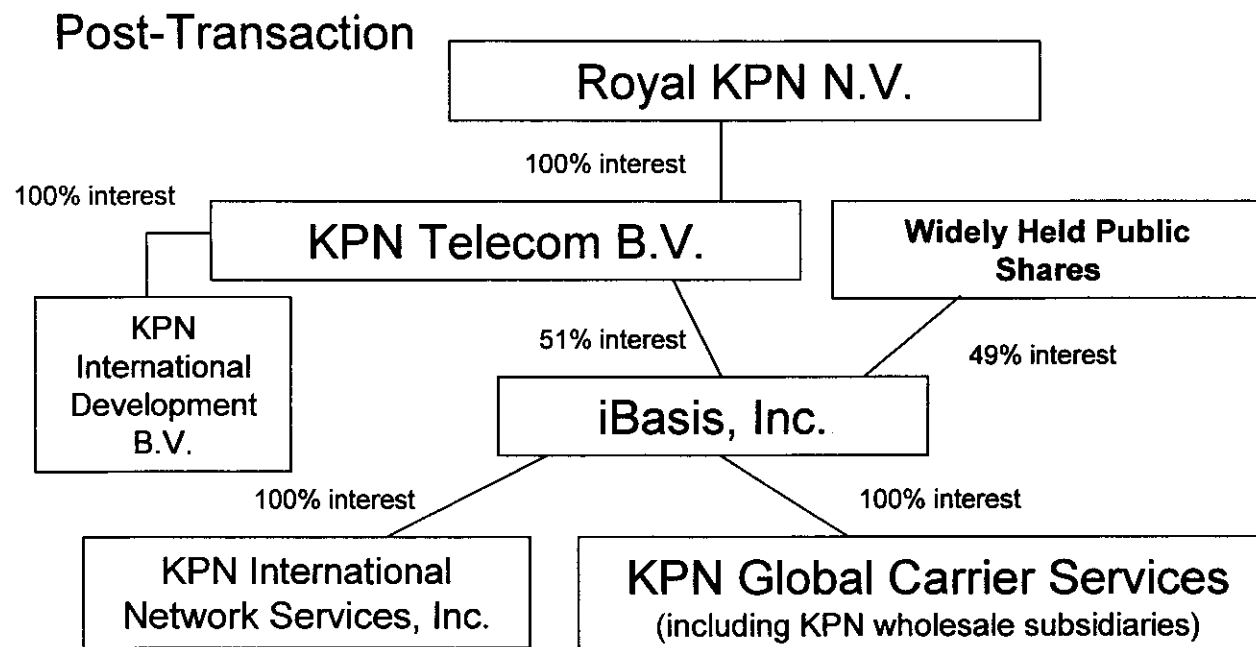 Post-Transaction
Royal KPN N.V.
100% interest
100% interest
KPN Telecom B.V.
Widely Held Public
Shares
KPN
International
Development
B.V.
51% interest
49% interest
iBasis, Inc.
100% interest
100% interest
KPN International
Network Services, Inc.
KPN Global Carrier Services
(including KPN wholesale subsidiaries)